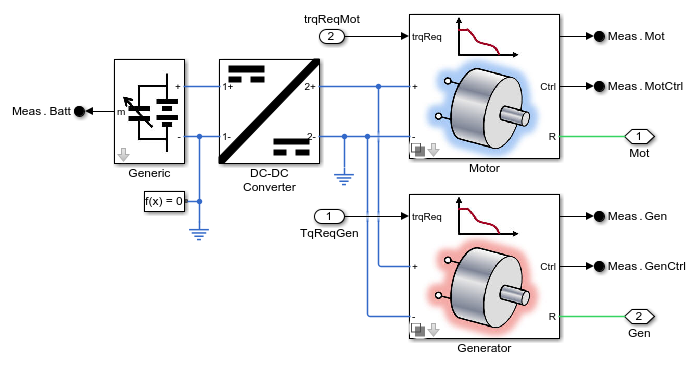 trqReqMot
2
trqReq
Meas.Mot
+
Ctrl
Meas.MotCtrl
-
R
1
Mot
Motor
Meas.Batt
m
+
-
Generic
1+
2+
1-
2-
DC-DC
Converter
f(x) = 0
1
TqReqGen
trqReq
Meas.Gen
+
Ctrl
Meas.GenCtrl
-
R
2
Gen
Generator